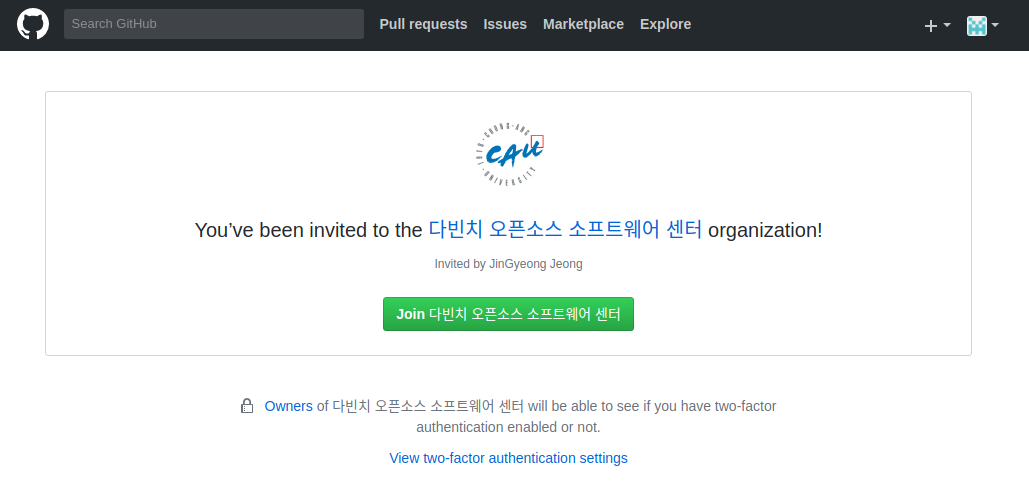 Search GitHub Pull requests Issues Marketplace Explore
CAU
You've been invited to the 다빈치 오픈소스 소프트웨어 센터 organization!
Invited by JinGyeong Jeong
Join 다빈치 오픈소스 소프트웨어 센터
Owners of 다빈치 오픈소스 소프트웨어 센터 will be able to see if you have two-factor
authentication enabled or not.
View two-factor authentication settings